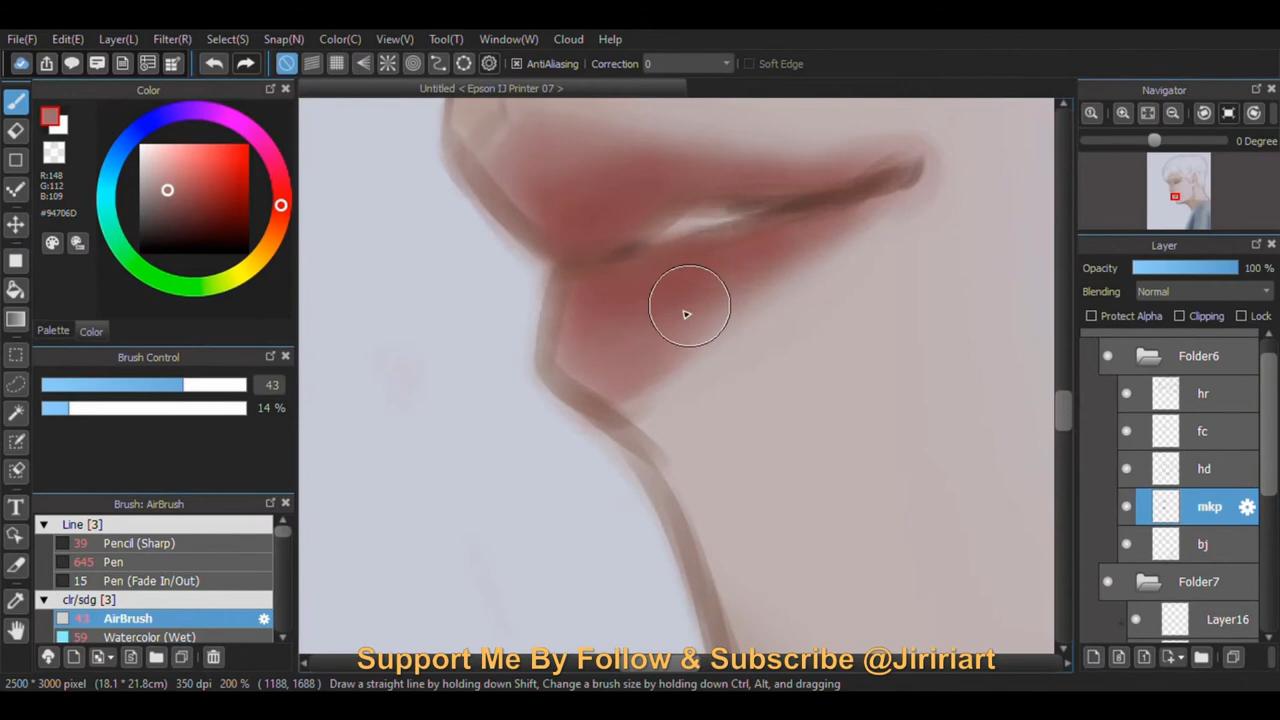 File(F) Edit(E) Layer(L) Filter(R) Select(S) Snap(N) Color(C) View(V) Tool(T) Window(W) Cloud Help
AntiAliasing Correction 0 Soft Edge
Color
Untitled < Epson IJ Printer 07 >
Navigator
0 Degree
R:148
G:112
B:109
#94706D
Palette Color
Brush Control
43
14 %
Brush: AirBrush
Line [3]
39 Pencil (Sharp)
645 Pen
15 Pen (Fade In/Out)
clr/sdg [3]
43 AirBrush
59 Watercolor (Wet)
Layer
Opacity 100 %
Blending Normal
Protect Alpha Clipping Lock
Folder6
hr
fc
hd
mkp
bj
Folder7
Layer16
Support Me By Follow & Subscribe @Jiririart
2500 * 3000 pixel (18.1 * 21.8cm) 350 dpi 200 % ( 1188, 1688 ) Draw a straight line by holding down Shift, Change a brush size by holding down Ctrl, Alt, and dragging